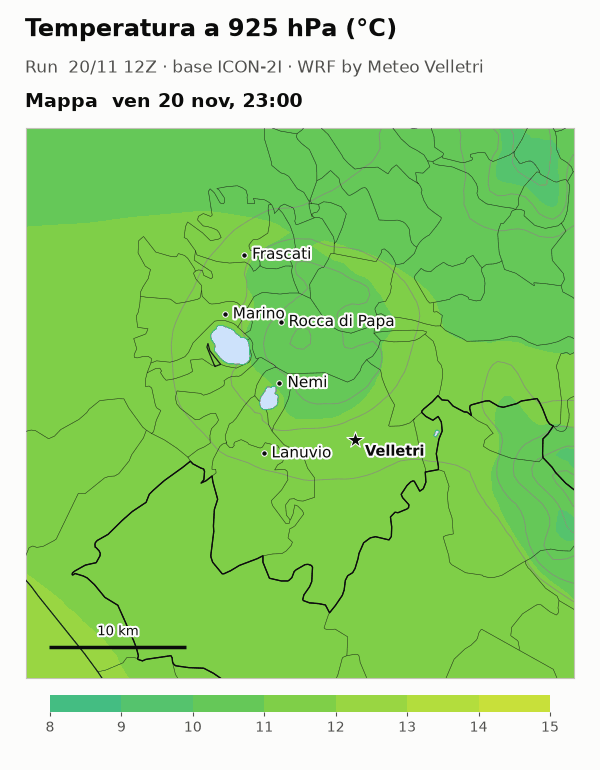 Temperatura a 925 hPa (°C)
Run  20/11 12Z · base ICON-2I · WRF by Meteo Velletri
Mappa  ven 20 nov, 23:00
Frascati
Marino
Rocca di Papa
Nemi
Velletri
Lanuvio
10 km
8 9 10 11 12 13 14 15